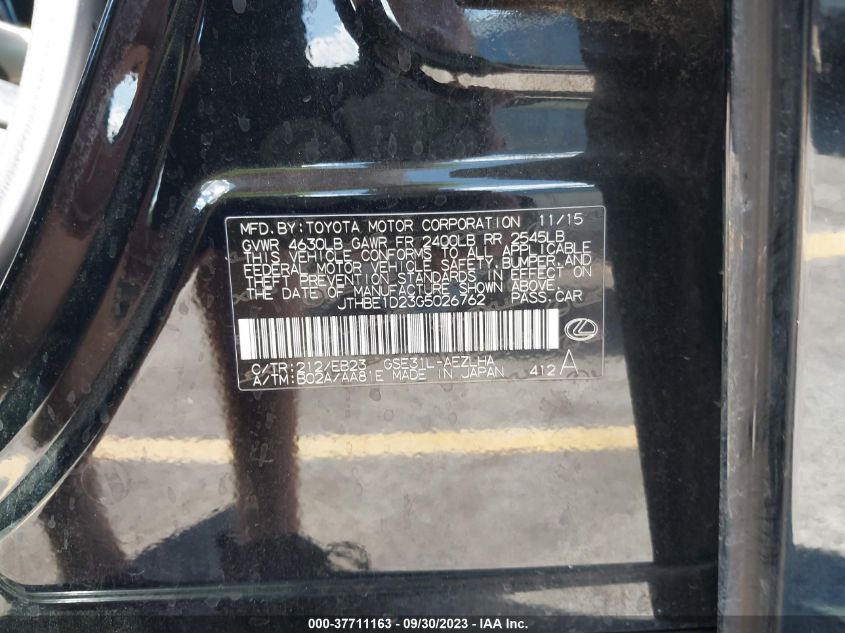 MFD. BY: TOYOTA MOTOR CORPORATION 11/15
GVWR 4630LB GAWR FR 2400LB RR 2545LB
THIS VEHICLE CONFORMS TO ALL APPLICABLE
FEDERAL MOTOR VEHICLE SAFETY, BUMPER, AND
THEFT PREVENTION STANDARDS IN EFFECT ON
THE DATE OF MANUFACTURE SHOWN ABOVE.
JTHBE1D23G5026762 PASS.CAR
C/TR:212/EB23 GSE31L-AEZLHA
A/TM:B02A/AA81E MADE IN JAPAN 412 A
000-37711163 - 09/30/2023 - IAA Inc.